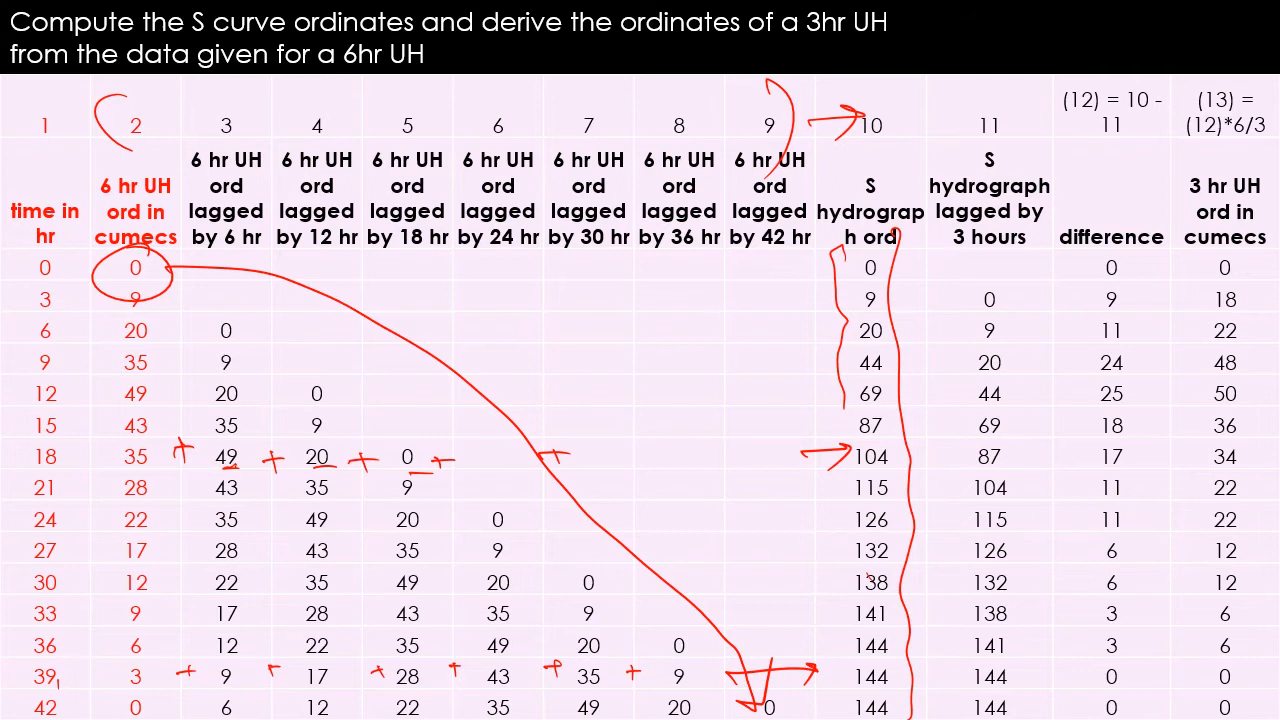 Compute the S curve ordinates and derive the ordinates of a 3hr UH
from the data given for a 6hr UH
1 2 3 4 5 6 7 8 9 10 11 (12) = 10 - 11 (13) = (12)*6/3
time in hr 6 hr UH ord in cumecs 6 hr UH ord lagged by 6 hr 6 hr UH ord lagged by 12 hr 6 hr UH ord lagged by 18 hr 6 hr UH ord lagged by 24 hr 6 hr UH ord lagged by 30 hr 6 hr UH ord lagged by 36 hr 6 hr UH ord lagged by 42 hr S hydrograp h ord S hydrograph lagged by 3 hours difference 3 hr UH ord in cumecs
0 0 0 0 0
3 9 9 0 9 18
6 20 0 20 9 11 22
9 35 9 44 20 24 48
12 49 20 0 69 44 25 50
15 43 35 9 87 69 18 36
18 35 + 49 + 20 + 0 + + 104 87 17 34
21 28 43 35 9 115 104 11 22
24 22 35 49 20 0 126 115 11 22
27 17 28 43 35 9 132 126 6 12
30 12 22 35 49 20 0 138 132 6 12
33 9 17 28 43 35 9 141 138 3 6
36 6 12 22 35 49 20 0 144 141 3 6
39 3 + 9 + 17 + 28 + 43 + 35 + 9 144 144 0 0
42 0 6 12 22 35 49 20 0 144 144 0 0